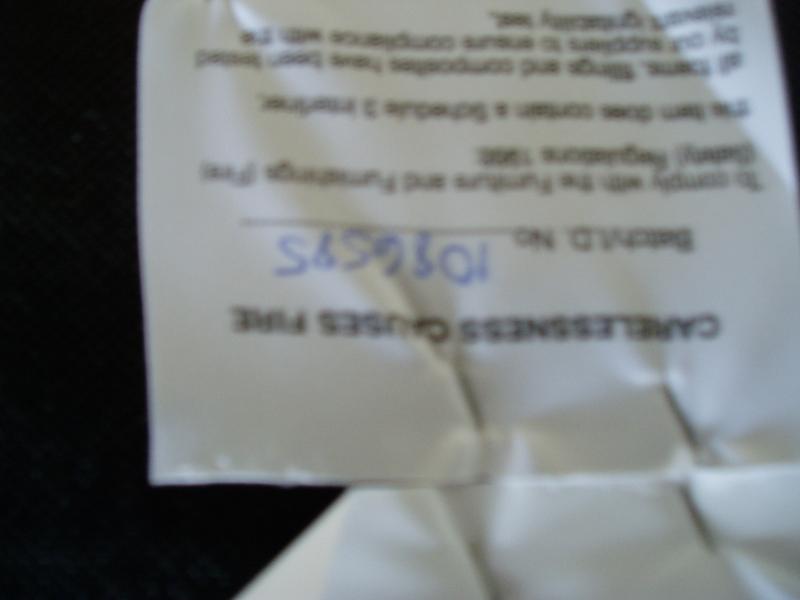 CARELESSNESS CAUSES FIRE
Batch/I.D. No 1086585
To comply with the Furniture and Furnishings (Fire)
(Safety) Regulations 1988:
this item does contain a Schedule 3 interliner.
all foams, fillings and composites have been tested
by our suppliers to ensure compliance with the
relevant ignitability test.